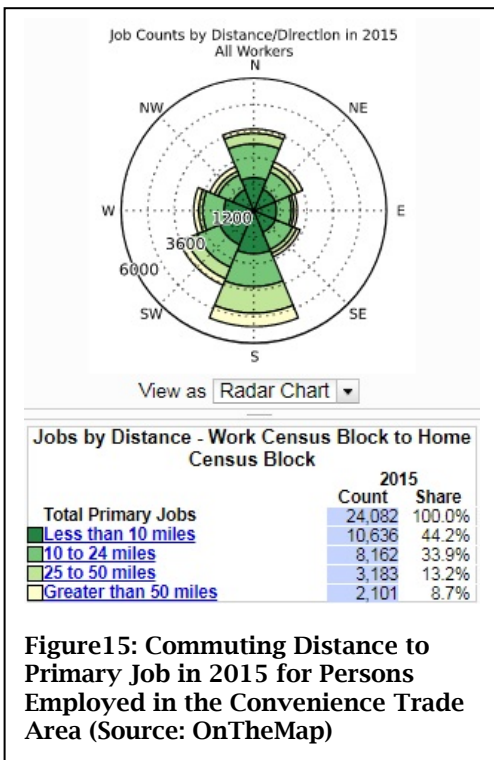 Job Counts by Distance/Direction in 2015
All Workers
N
NW
NE
W
1200
E
3600
6000
SW
SE
S
View as Radar Chart
Jobs by Distance - Work Census Block to Home
Census Block
2015
Count Share
Total Primary Jobs 24,082 100.0%
Less than 10 miles 10,636 44.2%
10 to 24 miles 8,162 33.9%
25 to 50 miles 3,183 13.2%
Greater than 50 miles 2,101 8.7%
Figure15: Commuting Distance to
Primary Job in 2015 for Persons
Employed in the Convenience Trade
Area (Source: OnTheMap)